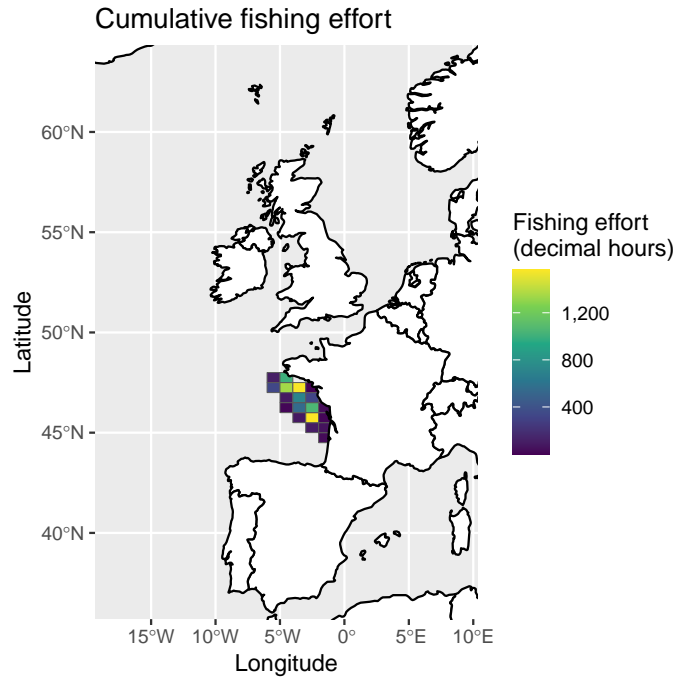 Cumulative fishing effort
60°N
55°N
50°N
45°N
40°N
Latitude
15°W
10°W
5°W
0°
5°E
10°E
Longitude
Fishing effort
(decimal hours)
1,200
800
400